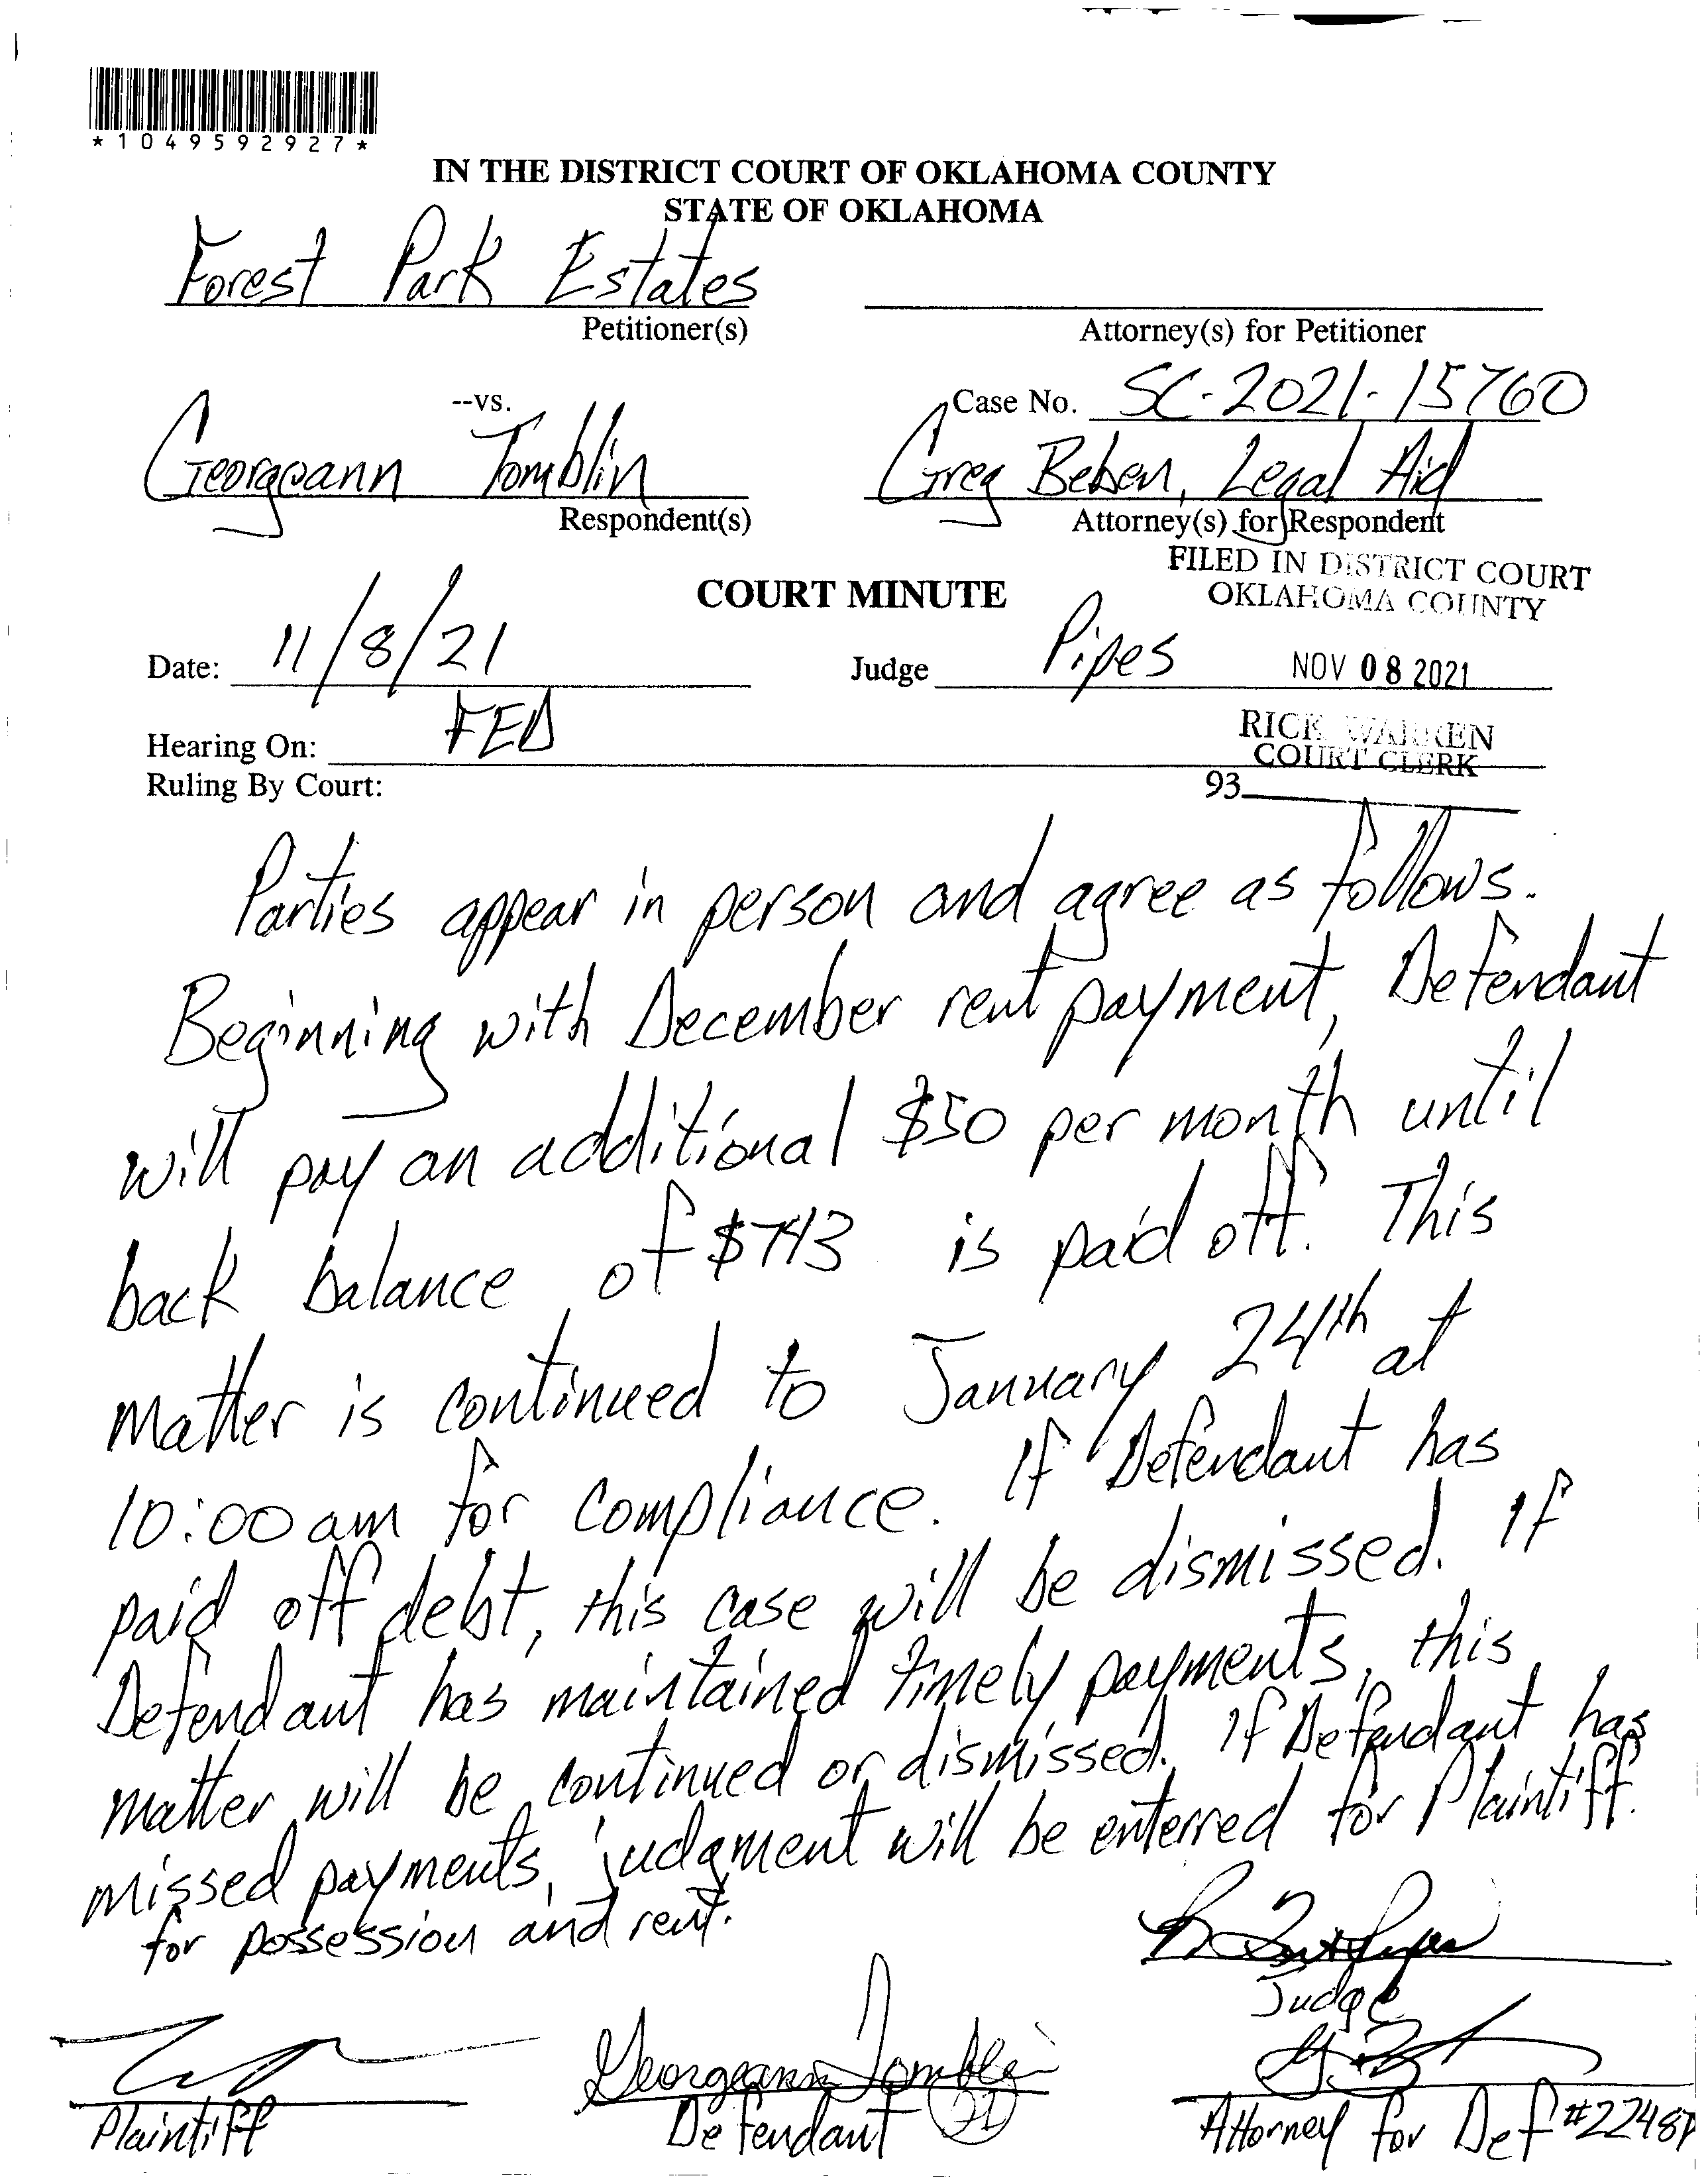 *1049592927*
IN THE DISTRICT COURT OF OKLAHOMA COUNTY
STATE OF OKLAHOMA
Forest Park Estates
Petitioner(s)
Attorney(s) for Petitioner
--vs.
Case No. SC-2021-15760
Georgeann Tomblin
Respondent(s)
Greg Beben, Legal Aid
Attorney(s) for Respondent
FILED IN DISTRICT COURT
OKLAHOMA COUNTY
COURT MINUTE
Date: 11/8/21
Judge Pipes
NOV 08 2021
Hearing On: FED
RICK WARREN
COURT CLERK
Ruling By Court:
93
Parties appear in person and agree as follows.
Beginning with December rent payment, Defendant
will pay an additional $50 per month until
back balance of $743 is paid off. This
matter is continued to January 24th at
10:00am for compliance. If Defendant has
paid off debt, this case will be dismissed. If
Defendant has maintained timely payments, this
matter will be continued or dismissed. If Defendant has
missed payments, judgment will be enterred for Plaintiff.
for possession and rent.
Judge
Georgeann Tomblin
Plaintiff
Defendant
21
Attorney for Def #22487